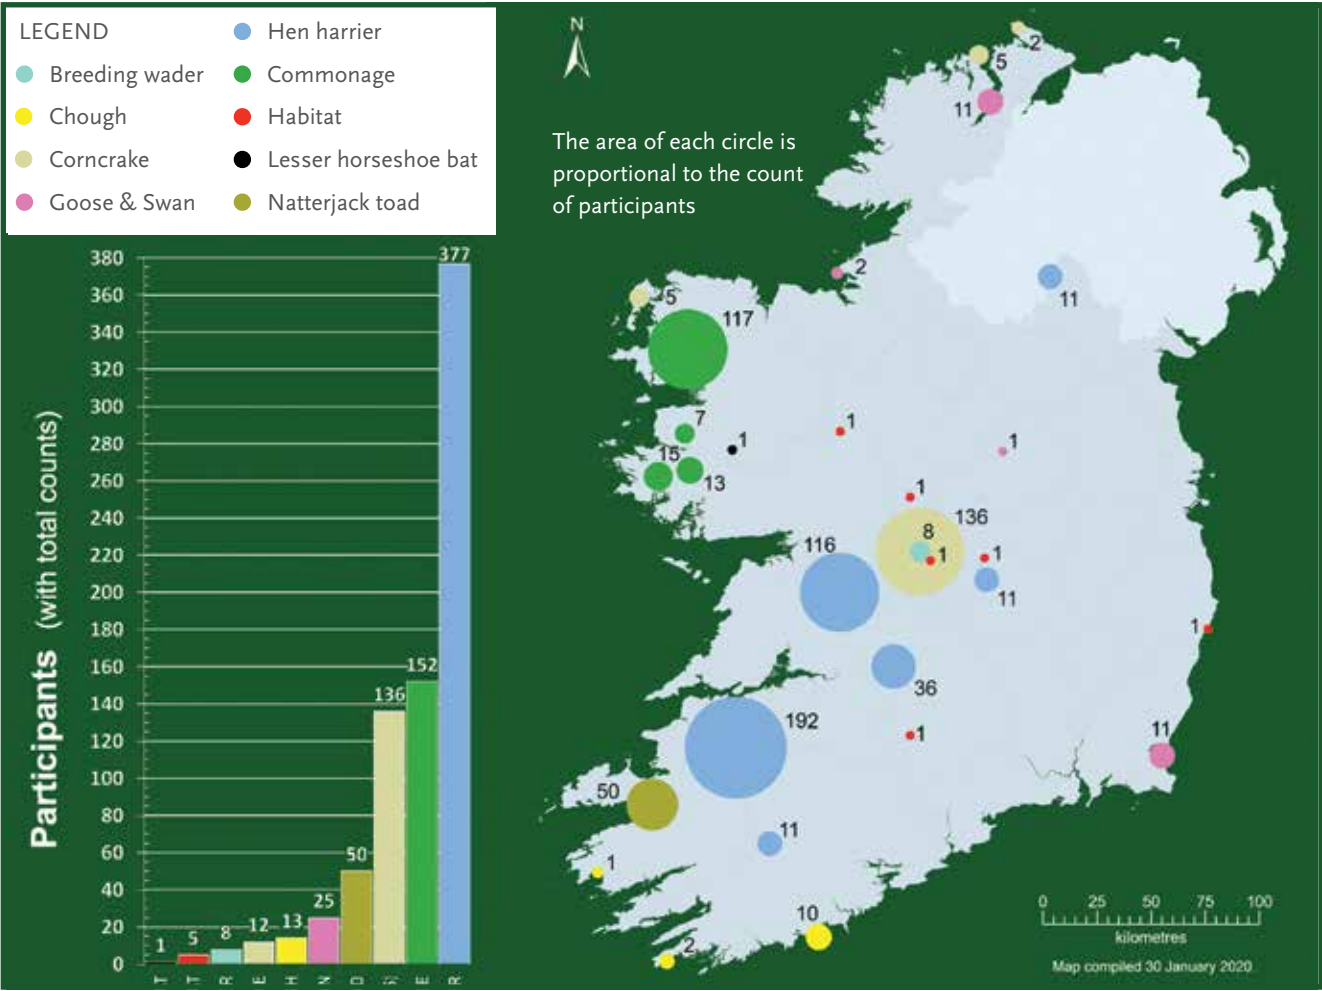 LEGEND
Breeding wader
Chough
Corncrake
Goose & Swan
Hen harrier
Commonage
Habitat
Lesser horseshoe bat
Natterjack toad
N
The area of each circle is
proportional to the count
of participants
Participants (with total counts)
380
360
340
320
300
280
260
240
220
200
180
160
140
120
100
80
60
40
20
0
1
5
8
12
13
25
50
136
152
377
T
T
R
E
H
N
D
E
R
2
5
11
2
11
5
117
7
1
15
13
1
1
1
136
8
1
1
116
11
1
36
192
1
11
50
11
1
10
2
0 25 50 75 100
kilometres
Map compiled 30 January 2020